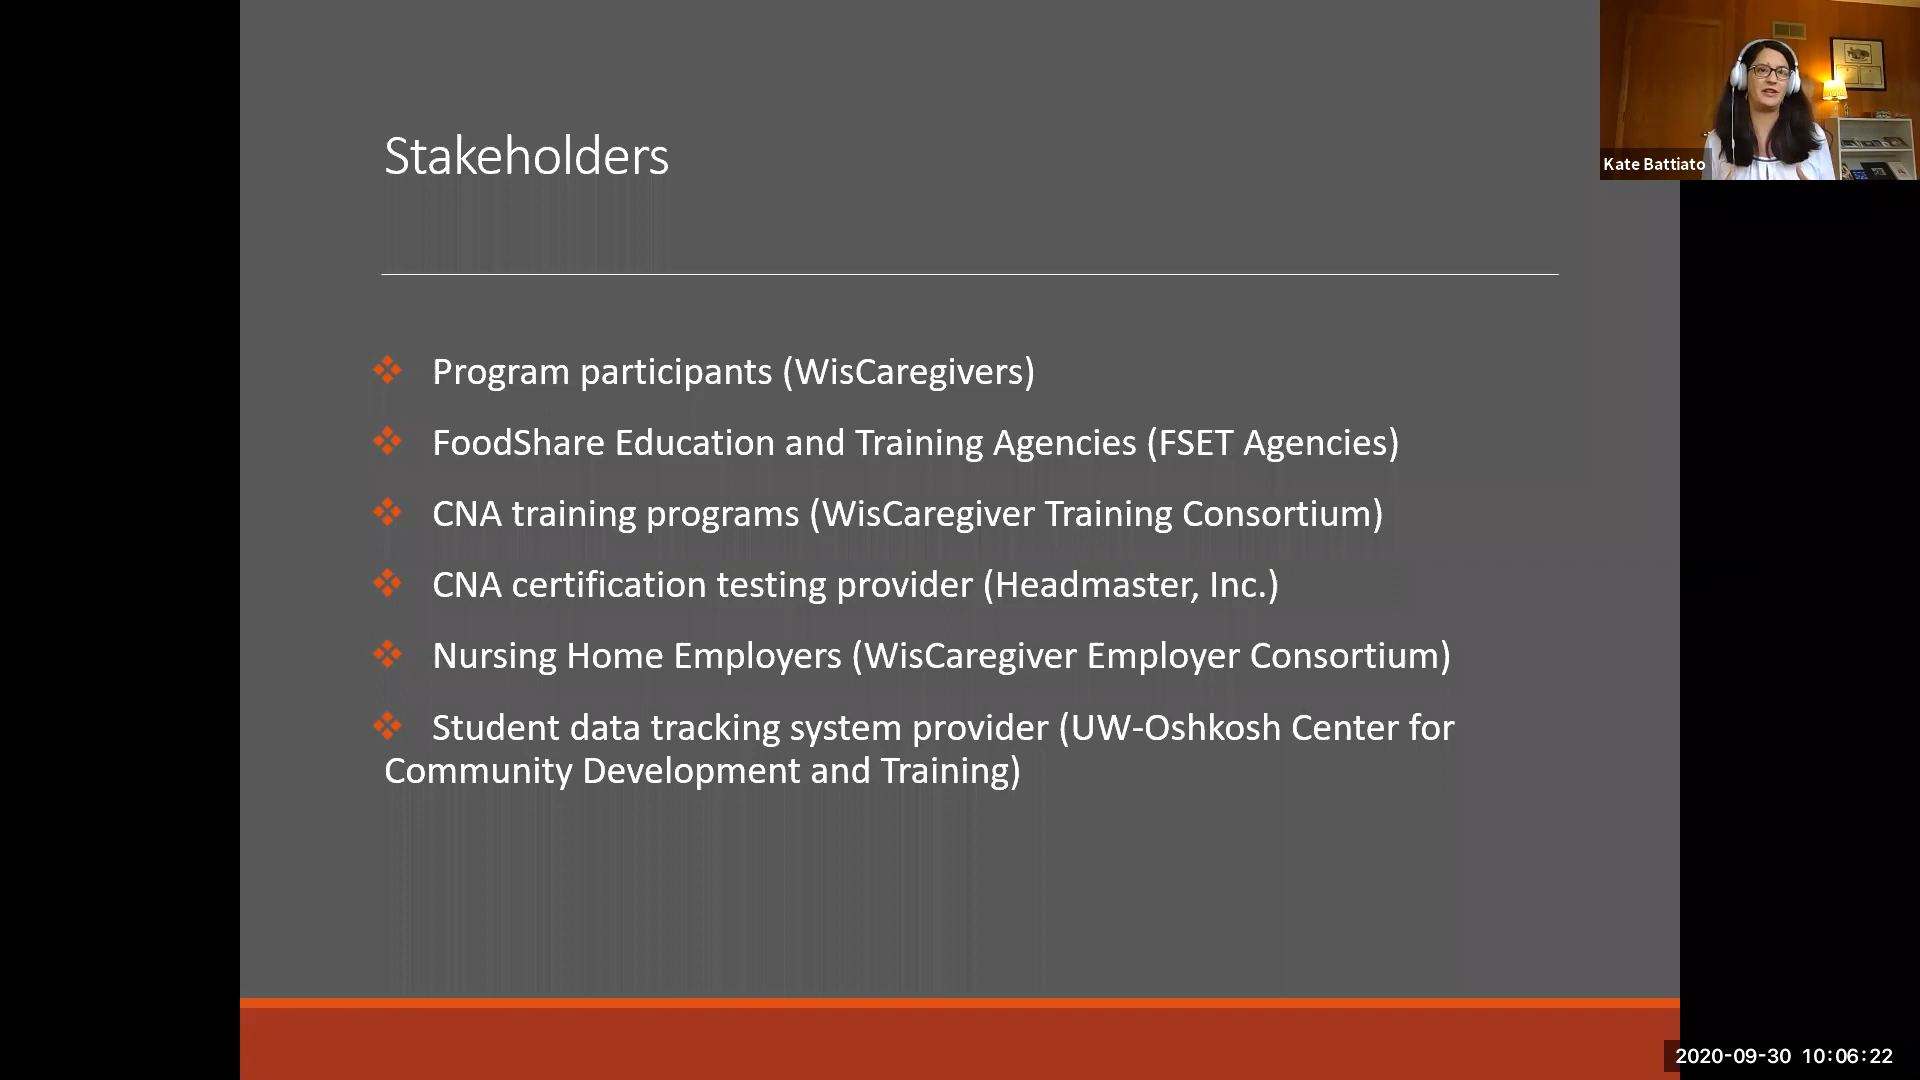 Stakeholders
Kate Battiato
❖ Program participants (WisCaregivers)
❖ FoodShare Education and Training Agencies (FSET Agencies)
❖ CNA training programs (WisCaregiver Training Consortium)
❖ CNA certification testing provider (Headmaster, Inc.)
❖ Nursing Home Employers (WisCaregiver Employer Consortium)
❖ Student data tracking system provider (UW-Oshkosh Center for
Community Development and Training)
2020-09-30 10:06:22